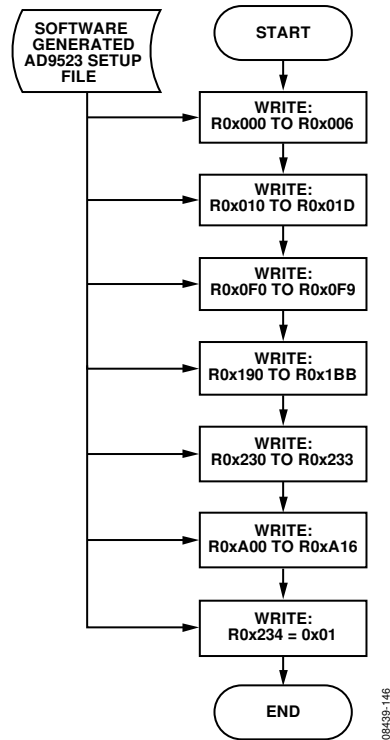 SOFTWARE
GENERATED
AD9523 SETUP
FILE
START
WRITE:
R0x000 TO R0x006
WRITE:
R0x010 TO R0x01D
WRITE:
R0x0F0 TO R0x0F9
WRITE:
R0x190 TO R0x1BB
WRITE:
R0x230 TO R0x233
WRITE:
R0xA00 TO R0xA16
WRITE:
R0x234 = 0x01
END
08439-146